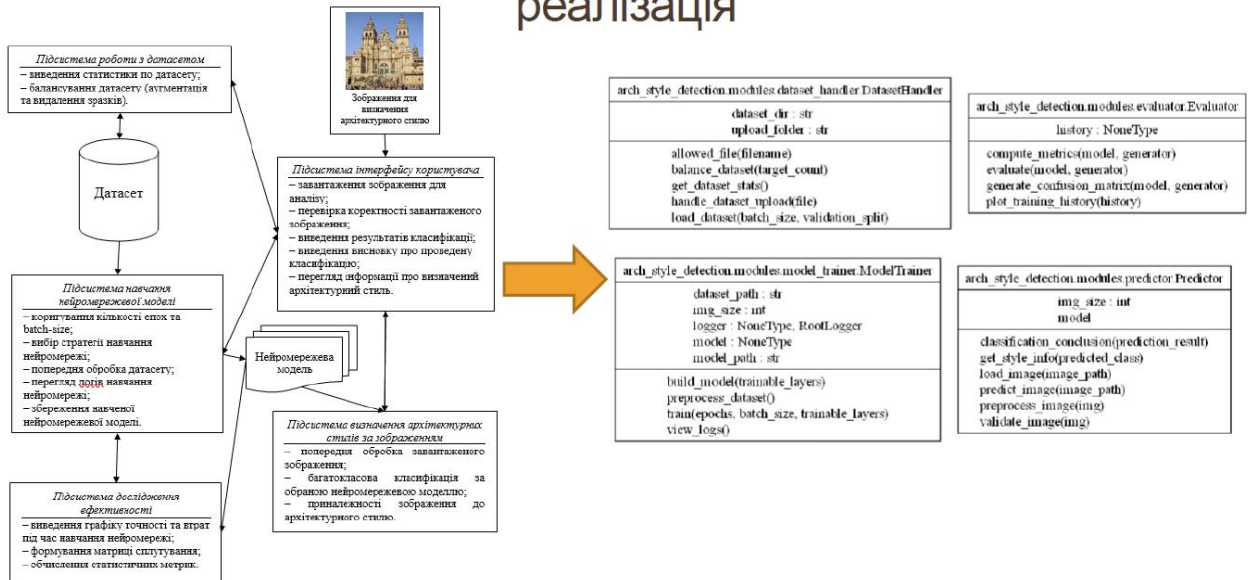 реалізація
Підсистема роботи з датасетом
– виведення статистики по датасету;
– балансування датасету (аугментація
та видалення зразків).
Датасет
Підсистема навчання
нейромережевої моделі
– коригування кількості епох та
batch-size;
– вибір стратегії навчання
нейромережі;
– попередня обробка датасету;
– перегляд логів навчання
нейромережі;
– збереження навченої
нейромережевої моделі.
Підсистема дослідження
ефективності
– виведення графіку точності та втрат
під час навчання нейромережі;
– формування матриці сплутування;
– обчислення статистичних метрик.
Зображення для
визначення
архітектурного стилю
Підсистема інтерфейсу користувача
– завантаження зображення для
аналізу;
– перевірка коректності завантаженого
зображення;
– виведення результатів класифікації;
– виведення висновку про проведену
класифікацію;
– перегляд інформації про визначений
архітектурний стиль.
Нейромережева
модель
Підсистема визначення архітектурних
стилів за зображенням
– попередня обробка завантаженого
зображення;
– багатокласова класифікація за
обраною нейромережевою моделлю;
– приналежності зображення до
архітектурного стилю.
arch_style_detection.modules.dataset_handler.DatasetHandler
dataset_dir : str
upload_folder : str
allowed_file(filename)
balance_dataset(target_count)
get_dataset_stats()
handle_dataset_upload(file)
load_dataset(batch_size, validation_split)
arch_style_detection.modules.evaluator.Evaluator
history : NoneType
compute_metrics(model, generator)
evaluate(model, generator)
generate_confusion_matrix(model, generator)
plot_training_history(history)
arch_style_detection.modules.model_trainer.ModelTrainer
dataset_path : str
img_size : int
logger : NoneType, RootLogger
model : NoneType
model_path : str
build_model(trainable_layers)
preprocess_dataset()
train(epochs, batch_size, trainable_layers)
view_logs()
arch_style_detection.modules.predictor.Predictor
img_size : int
model
classification_conclusion(prediction_result)
get_style_info(predicted_class)
load_image(image_path)
predict_image(image_path)
preprocess_image(img)
validate_image(img)